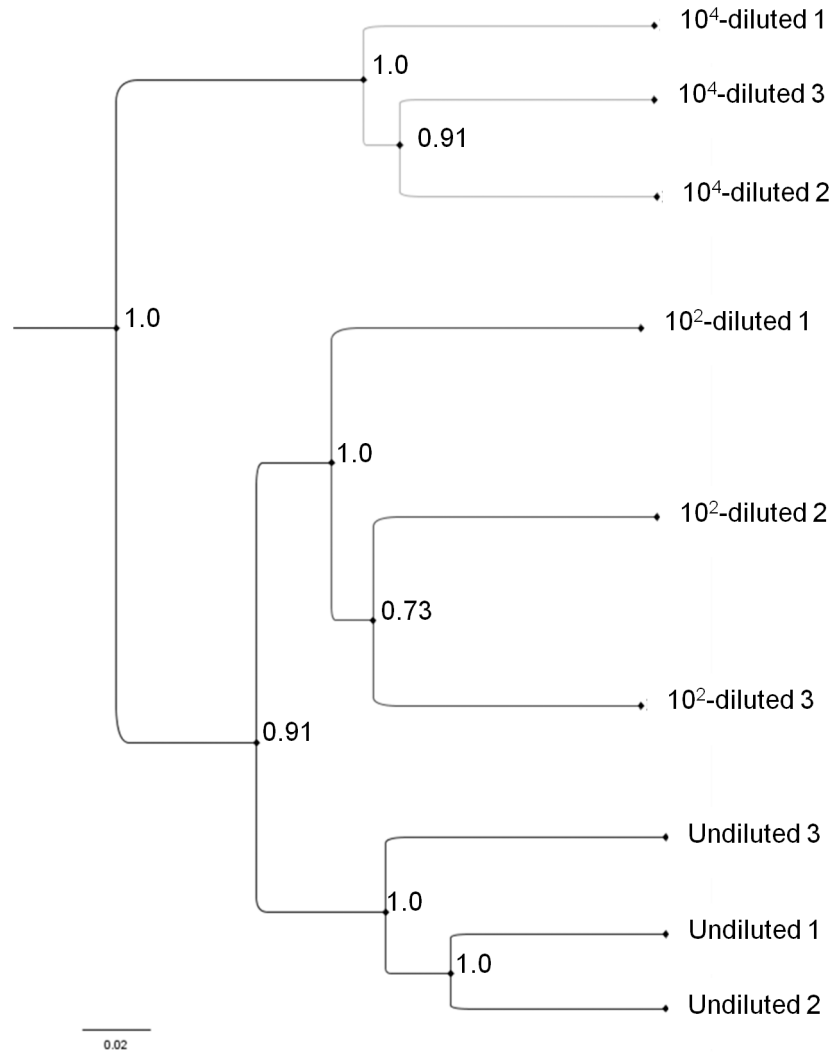 10⁴-diluted 1
1.0
10⁴-diluted 3
0.91
10⁴-diluted 2
1.0
10²-diluted 1
1.0
10²-diluted 2
0.73
10²-diluted 3
0.91
Undiluted 3
1.0
Undiluted 1
1.0
Undiluted 2
0.02